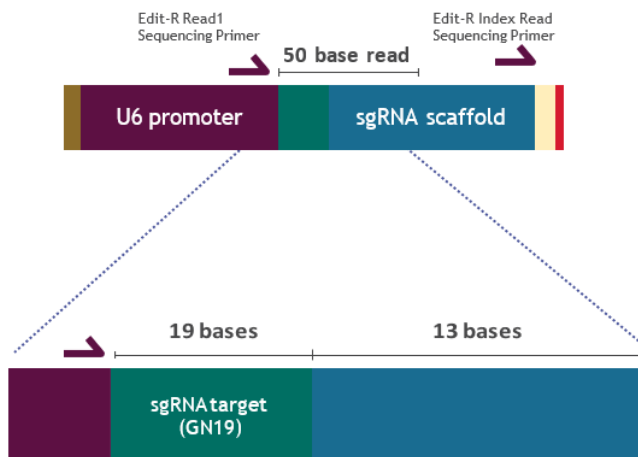 Edit-R Read1
Sequencing Primer
50 base read
Edit-R Index Read
Sequencing Primer
U6 promoter
sgRNA scaffold
19 bases
13 bases
sgRNA target
(GN19)